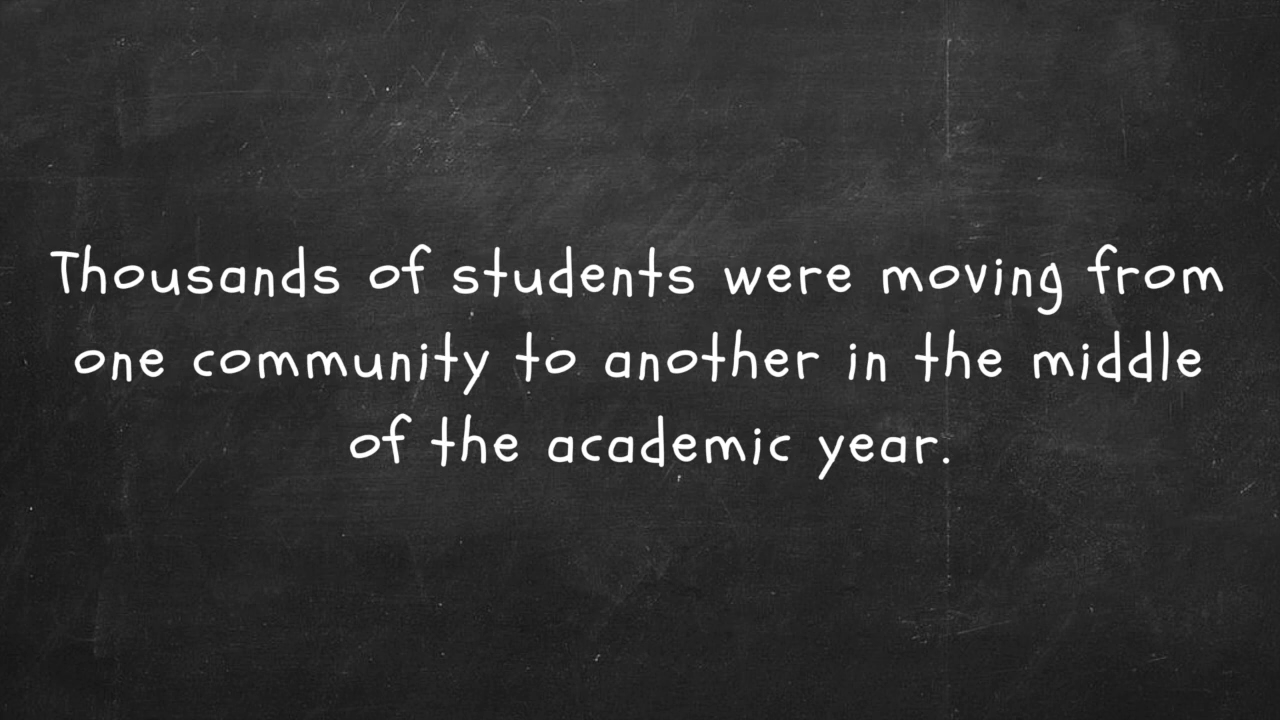 Thousands of students were moving from
one community to another in the middle
of the academic year.